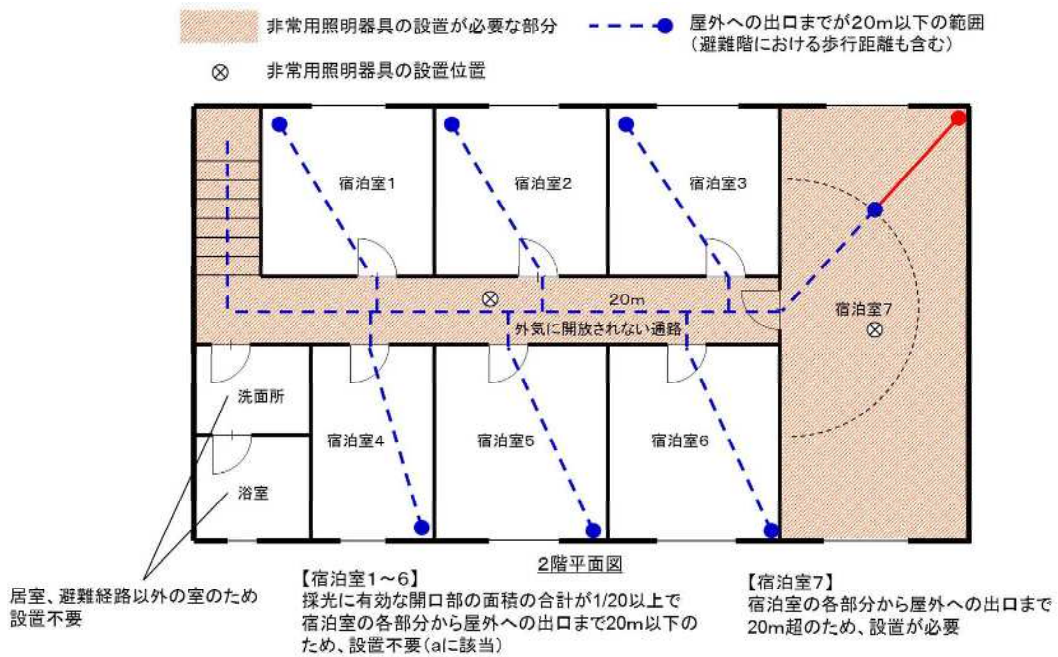 非常用照明器具の設置が必要な部分
屋外への出口までが20m以下の範囲
(避難階における歩行距離も含む)
非常用照明器具の設置位置
宿泊室1
宿泊室2
宿泊室3
20m
宿泊室7
外気に開放されない通路
洗面所
宿泊室4
宿泊室5
宿泊室6
浴室
2階平面図
居室、避難経路以外の室のため
設置不要
【宿泊室1~6】
採光に有効な開口部の面積の合計が1/20以上で
宿泊室の各部分から屋外への出口まで20m以下の
ため、設置不要(aに該当)
【宿泊室7】
宿泊室の各部分から屋外への出口まで
20m超のため、設置が必要